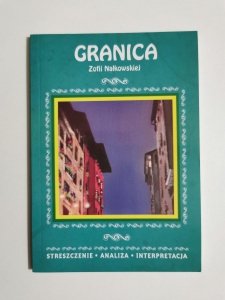 GRANICA
Zofii Nałkowskiej
STRESZCZENIE • ANALIZA • INTERPRETACJA